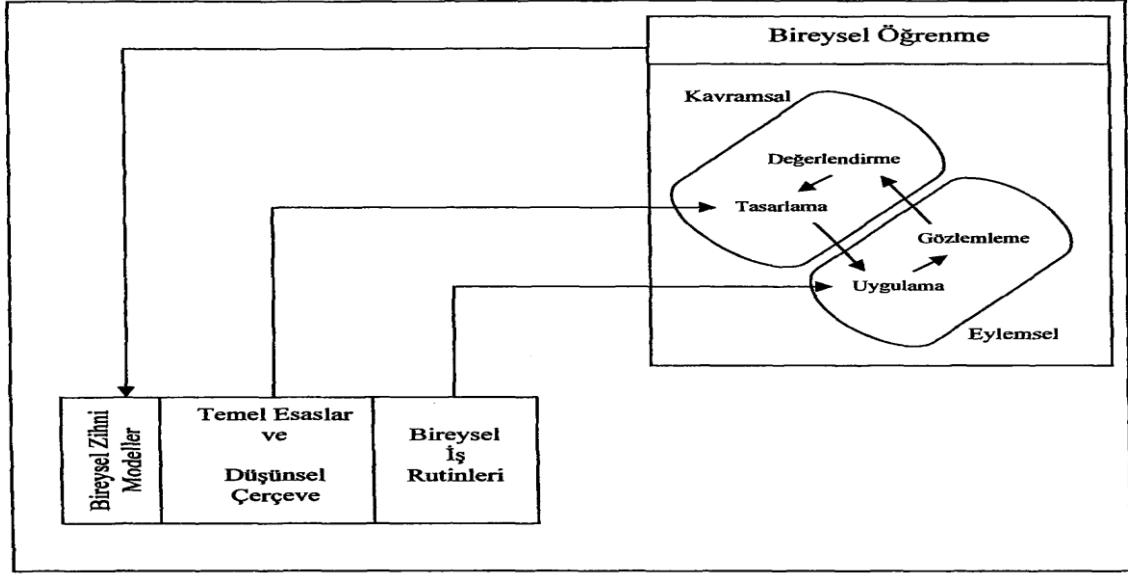 Bireysel Öğrenme
Kavramsal
Değerlendirme
Tasarlama
Gözlemleme
Uygulama
Eylemsel
Bireysel Zihni
Modeller
Temel Esaslar
ve
Düşünsel
Çerçeve
Bireysel
İş
Rutinleri